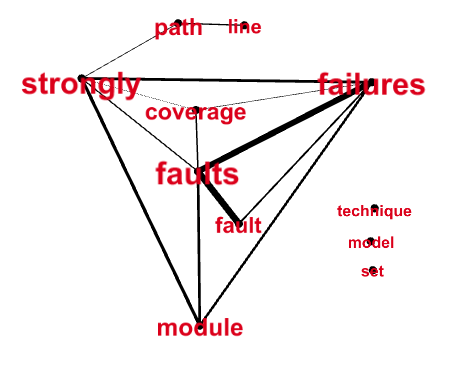 path line
strongly failures
coverage
faults
technique
fault
model
set
module